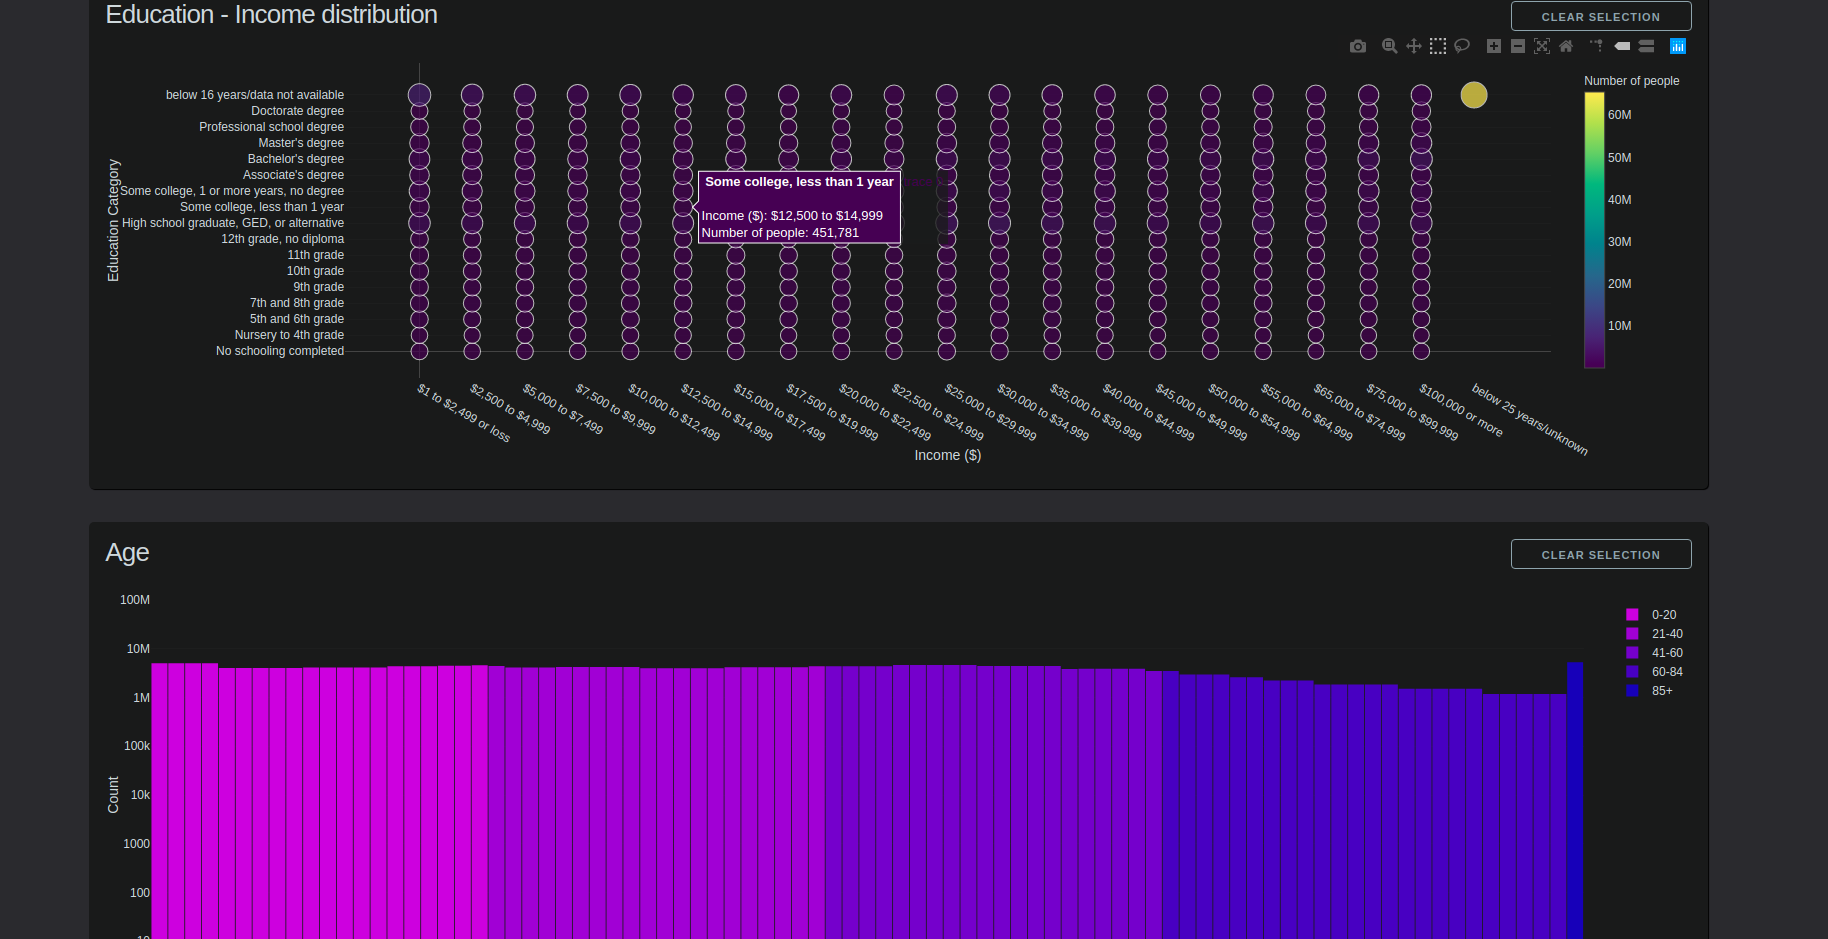 Education - Income distribution
CLEAR SELECTION
Number of people
60M
50M
40M
30M
20M
10M
Education Category
below 16 years/data not available
Doctorate degree
Professional school degree
Master's degree
Bachelor's degree
Associate's degree
Some college, 1 or more years, no degree
Some college, less than 1 year
High school graduate, GED, or alternative
12th grade, no diploma
11th grade
10th grade
9th grade
7th and 8th grade
5th and 6th grade
Nursery to 4th grade
No schooling completed
Some college, less than 1 year
Income ($): $12,500 to $14,999
Number of people: 451,781
$1 to $2,499 or loss
$2,500 to $4,999
$5,000 to $7,499
$7,500 to $9,999
$10,000 to $12,499
$12,500 to $14,999
$15,000 to $17,499
$17,500 to $19,999
$20,000 to $22,499
$22,500 to $24,999
$25,000 to $29,999
$30,000 to $34,999
$35,000 to $39,999
$40,000 to $44,999
$45,000 to $49,999
$50,000 to $54,999
$55,000 to $64,999
$65,000 to $74,999
$75,000 to $99,999
$100,000 or more
below 25 years/unknown
Income ($)
Age
CLEAR SELECTION
Count
100M
10M
1M
100k
10k
1000
100
10
0-20
21-40
41-60
60-84
85+